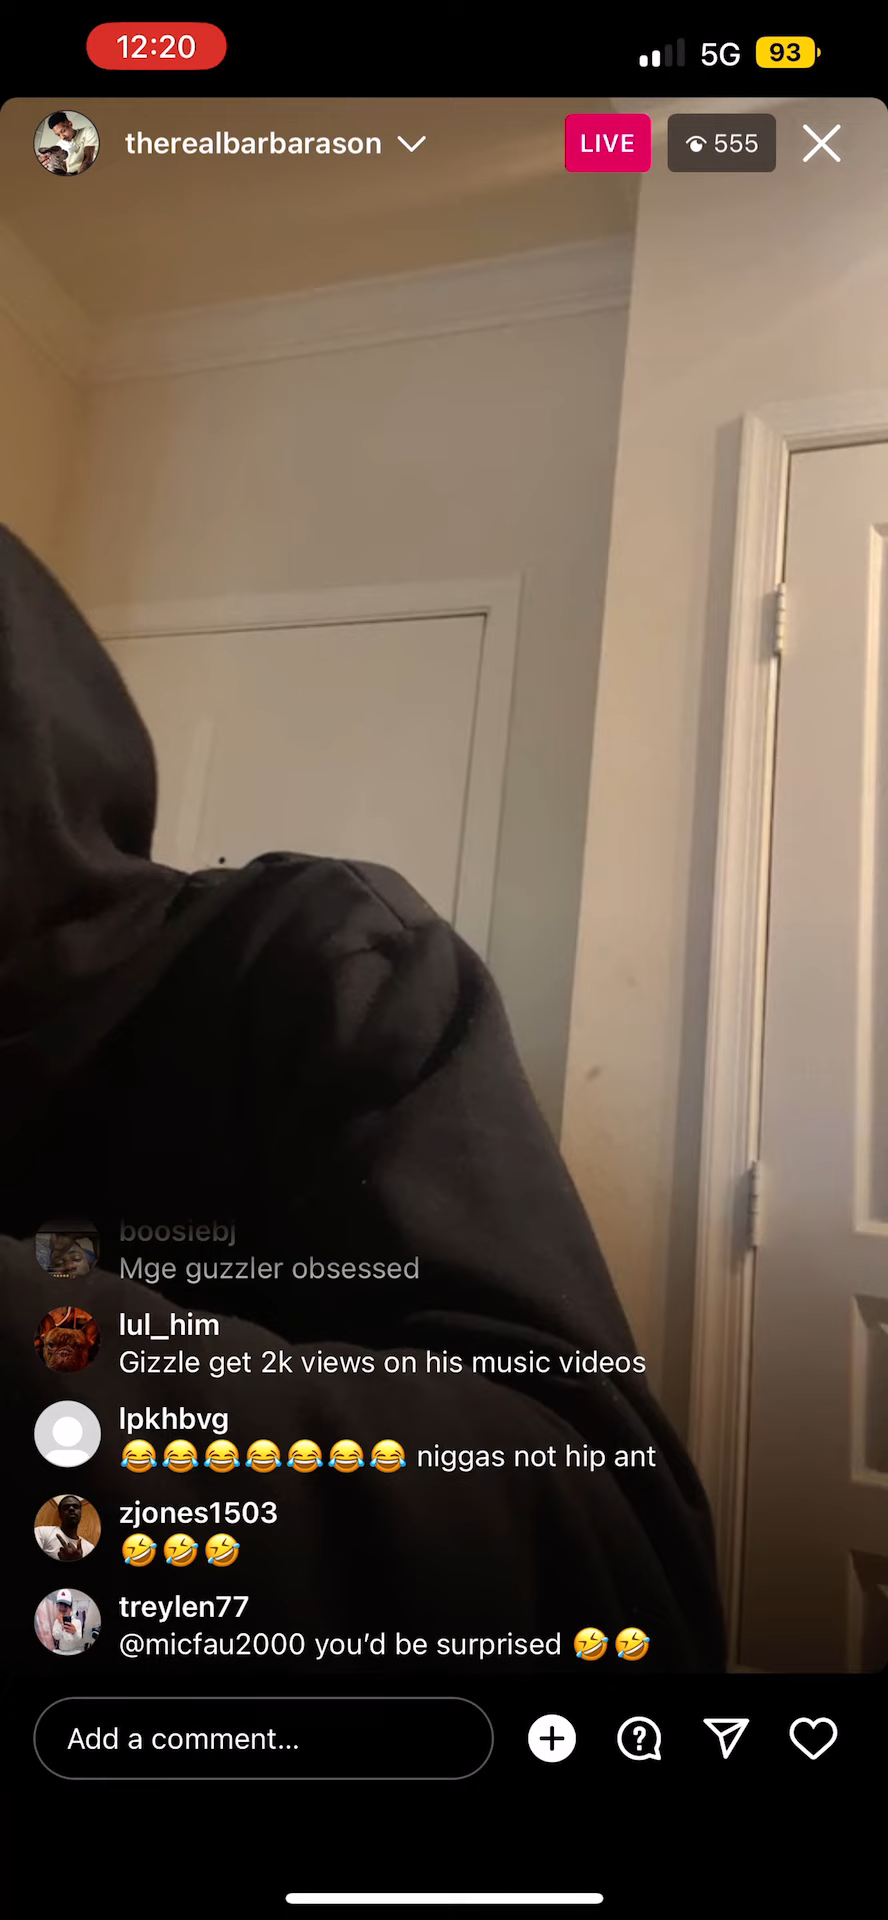 12:20
5G
93
therealbarbarason
LIVE
555
boosiebj
Mge guzzler obsessed
lul_him
Gizzle get 2k views on his music videos
lpkhbvg
😂😂😂😂😂😂😂 niggas not hip ant
zjones1503
🤣🤣🤣
treylen77
@micfau2000 you’d be surprised 🤣🤣
Add a comment...